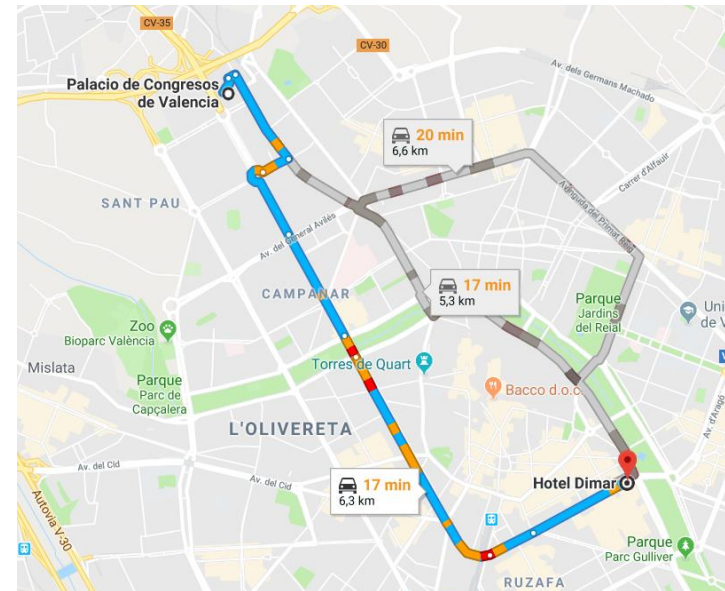 CV-35
CV-30
Palacio de Congresos
de Valencia
Av. dels Germans Machado
20 min
6,6 km
Carrer d'Alfauir
SANT PAU
Avinguda del Primat Reig
Av. del General Avilés
17 min
5,3 km
CAMPANAR
Parque
Jardins
del Reial
Uni
de V
Zoo
Bioparc València
Mislata
Torres de Quart
Parque
Parc de
Capçalera
Bacco d.o.c.
V
Av. d'Aragó
L'OLIVERETA
Av. del Cid
Av. del Cid
17 min
6,3 km
Hotel Dimar
Autovia V-30
Parque
Parc Gulliver
RUZAFA